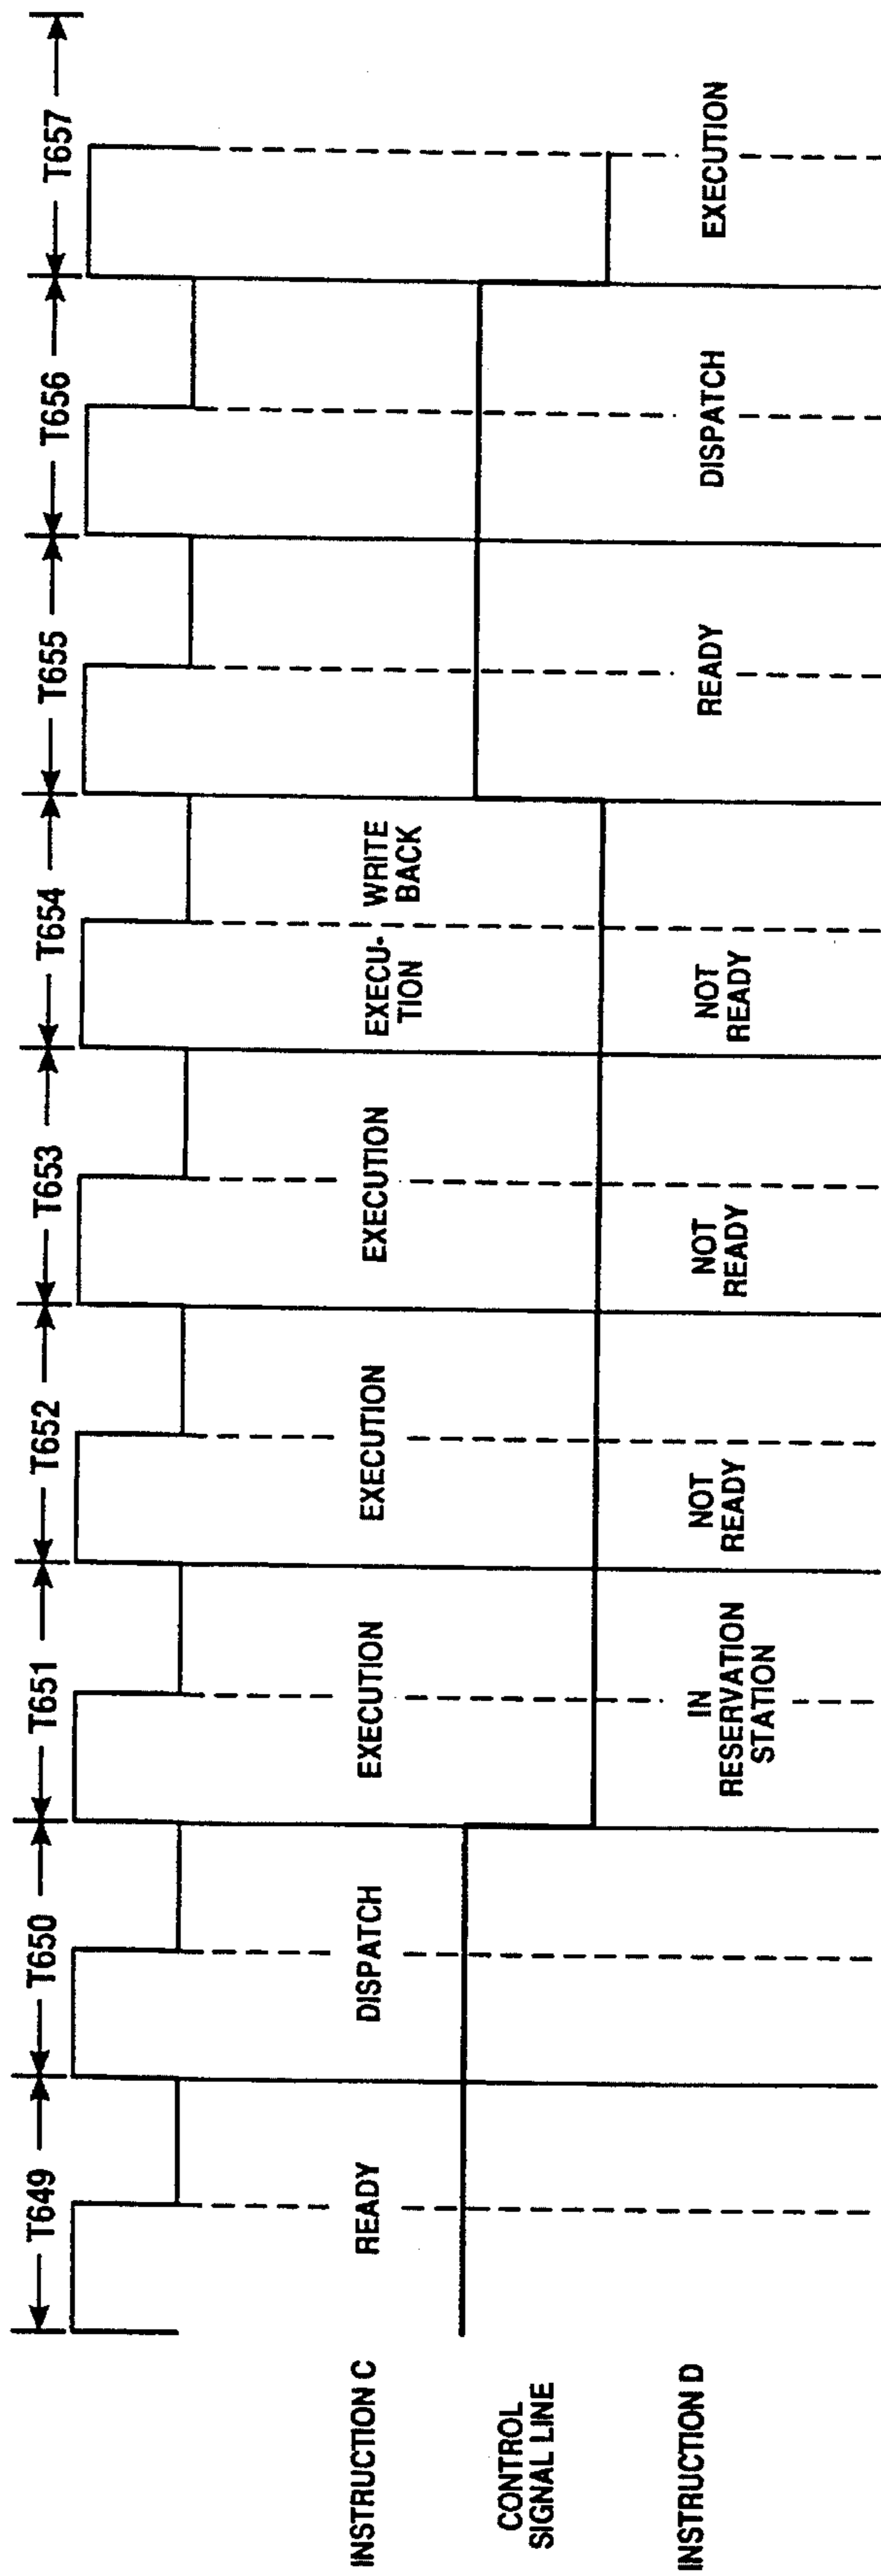 T649 T650 T651 T652 T653 T654 T655 T656 T657
INSTRUCTION C
READY
DISPATCH
EXECUTION
EXECUTION
EXECUTION
EXECU-
TION
WRITE
BACK
CONTROL
SIGNAL LINE
INSTRUCTION D
IN
RESERVATION
STATION
NOT
READY
NOT
READY
NOT
READY
READY
DISPATCH
EXECUTION